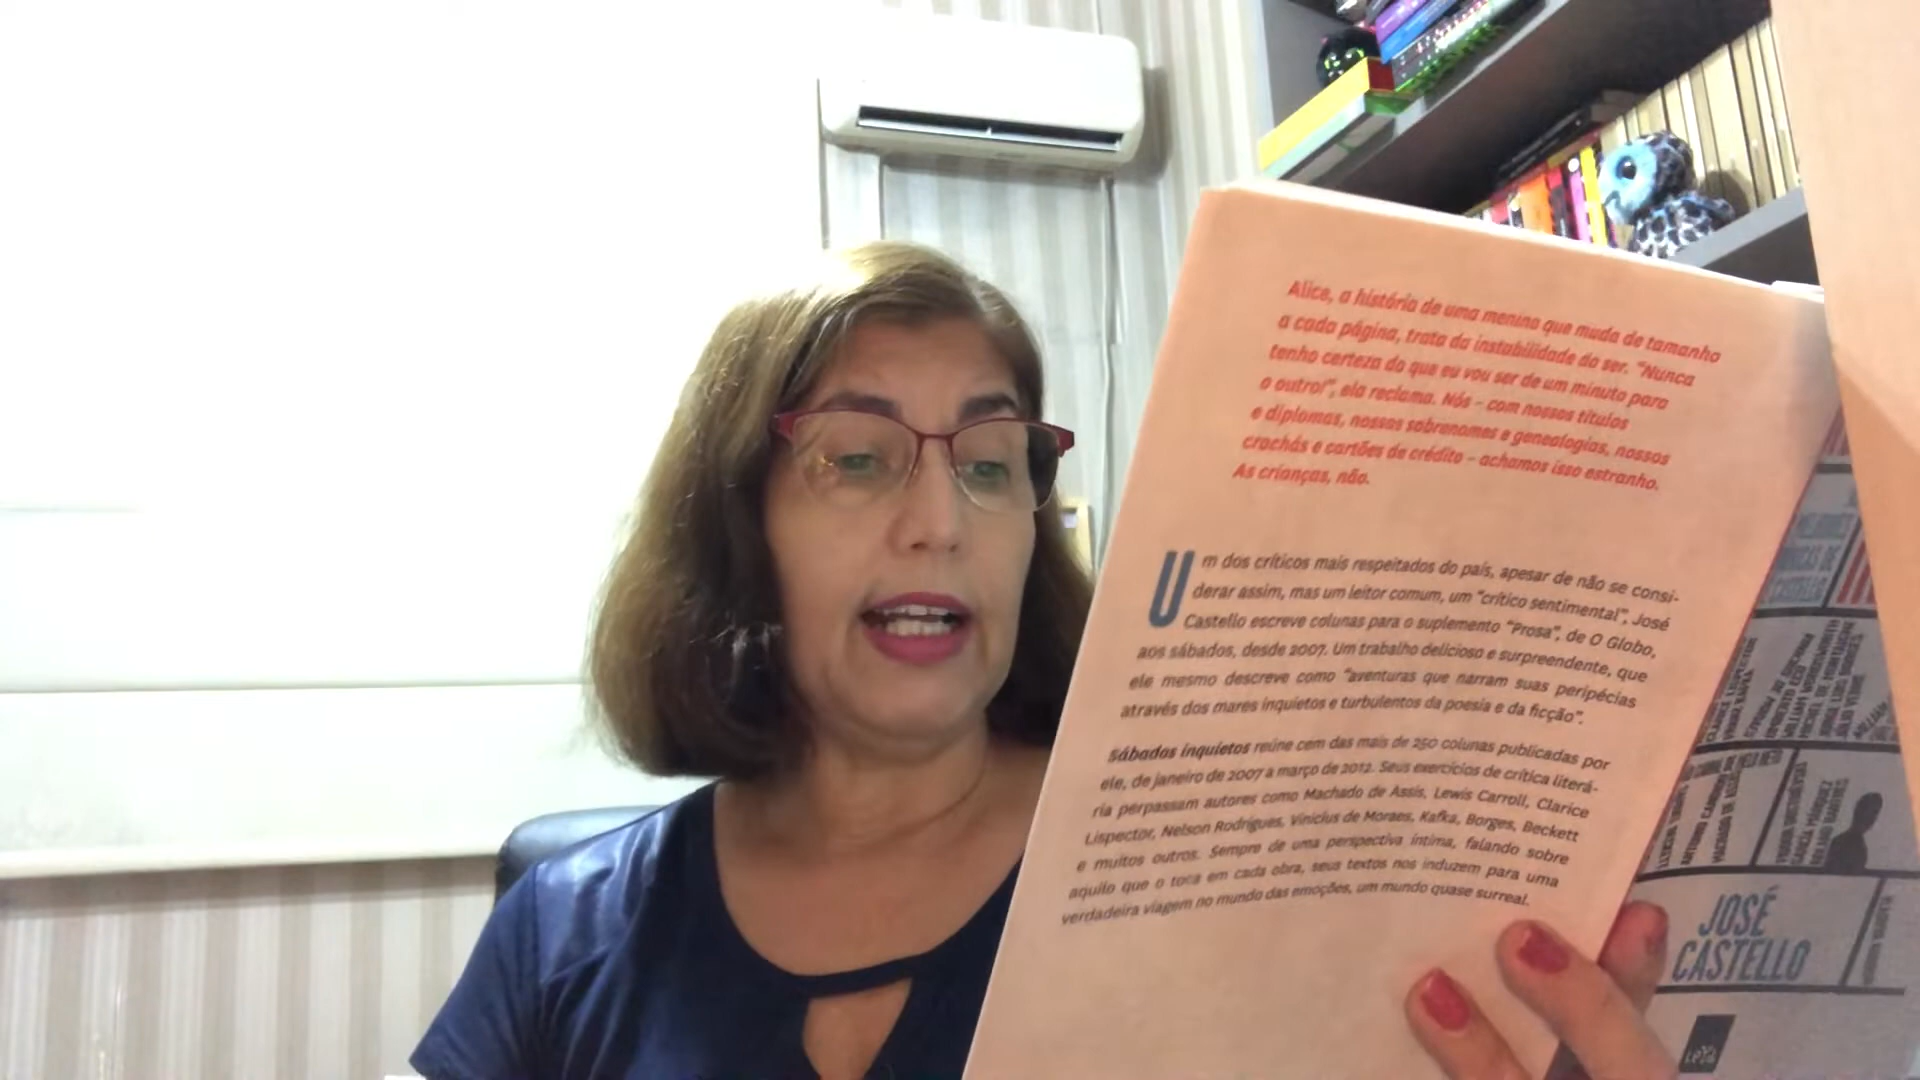 Alice, a história de uma menina que muda de tamanho
a cada página, trata da instabilidade do ser. "Nunca
tenho certeza do que eu vou ser de um minuto para
o outro!", ela reclama. Nós – com nossos títulos
e diplomas, nossos sobrenomes e genealogias, nossos
crachás e cartões de crédito – achamos isso estranho.
As crianças, não.
Um dos críticos mais respeitados do país, apesar de não se consi-
derar assim, mas um leitor comum, um "crítico sentimental", José
Castello escreve colunas para o suplemento "Prosa", de O Globo,
aos sábados, desde 2007. Um trabalho delicioso e surpreendente, que
ele mesmo descreve como "aventuras que narram suas peripécias
através dos mares inquietos e turbulentos da poesia e da ficção".
Sábados inquietos reúne cem das mais de 250 colunas publicadas por
ele, de janeiro de 2007 a março de 2012. Seus exercícios de crítica literá-
ria perpassam autores como Machado de Assis, Lewis Carroll, Clarice
Lispector, Nelson Rodrigues, Vinicius de Moraes, Kafka, Borges, Beckett
e muitos outros. Sempre de uma perspectiva íntima, falando sobre
aquilo que o toca em cada obra, seus textos nos induzem para uma
verdadeira viagem no mundo das emoções, um mundo quase surreal.
JOSÉ
CASTELLO
LeYa